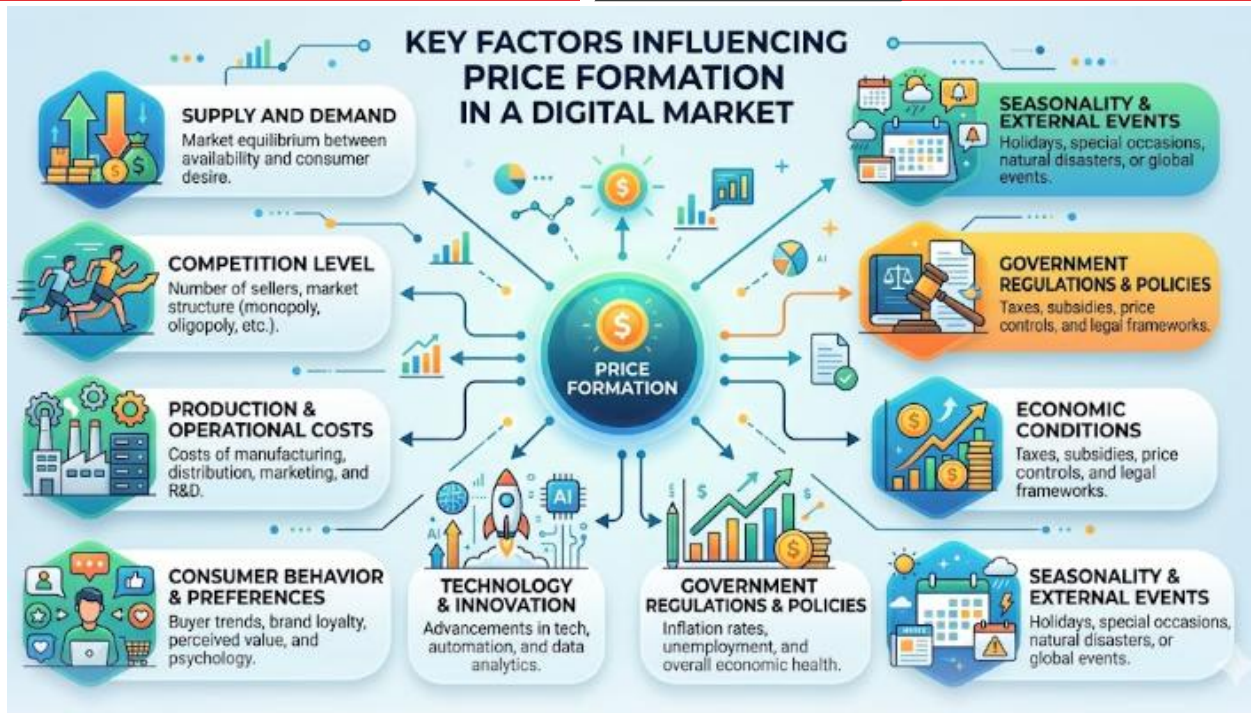 KEY FACTORS INFLUENCING
PRICE FORMATION
IN A DIGITAL MARKET
SUPPLY AND DEMAND
Market equilibrium between
availability and consumer
desire.
COMPETITION LEVEL
Number of sellers, market
structure (monopoly,
oligopoly, etc.).
PRODUCTION &
OPERATIONAL COSTS
Costs of manufacturing,
distribution, marketing, and
R&D.
CONSUMER BEHAVIOR
& PREFERENCES
Buyer trends, brand loyalty,
perceived value, and
psychology.
$
$
$
PRICE
FORMATION
AI
AI
AI
TECHNOLOGY
& INNOVATION
Advancements in tech,
automation, and data
analytics.
$
$
$
$
GOVERNMENT
REGULATIONS & POLICIES
Inflation rates,
unemployment, and
overall economic health.
SEASONALITY &
EXTERNAL EVENTS
Holidays, special occasions,
natural disasters, or global
events.
GOVERNMENT
REGULATIONS & POLICIES
Taxes, subsidies, price
controls, and legal frameworks.
$
$
ECONOMIC
CONDITIONS
Taxes, subsidies, price
controls, and legal
frameworks.
SEASONALITY &
EXTERNAL EVENTS
Holidays, special occasions,
natural disasters, or
global events.